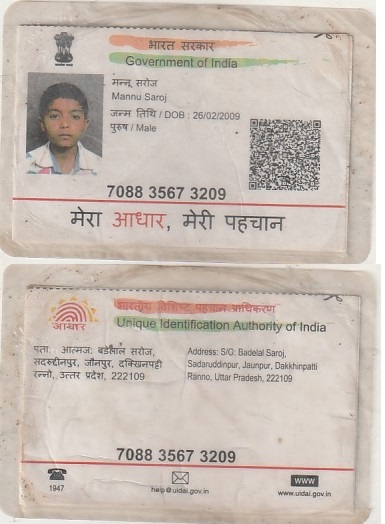 भारत सरकार
Government of India
मन्नू सरोज
Mannu Saroj
जन्म तिथि / DOB : 26/02/2009
पुरुष / Male
7088 3567 3209
मेरा आधार, मेरी पहचान
भारतीय विशिष्ट पहचान प्राधिकरण
आधार
Unique Identification Authority of India
पता: आत्मज: बडेलाल सरोज,
सदरुद्दीनपुर, जौनपुर, दक्खिनपट्टी
रन्नो, उत्तर प्रदेश, 222109
Address: S/O: Badelal Saroj,
Sadaruddinpur, Jaunpur, Dakkhinpatti
Ranno, Uttar Pradesh, 222109
7088 3567 3209
1947
help@uidai.gov.in
www
www.uidai.gov.in